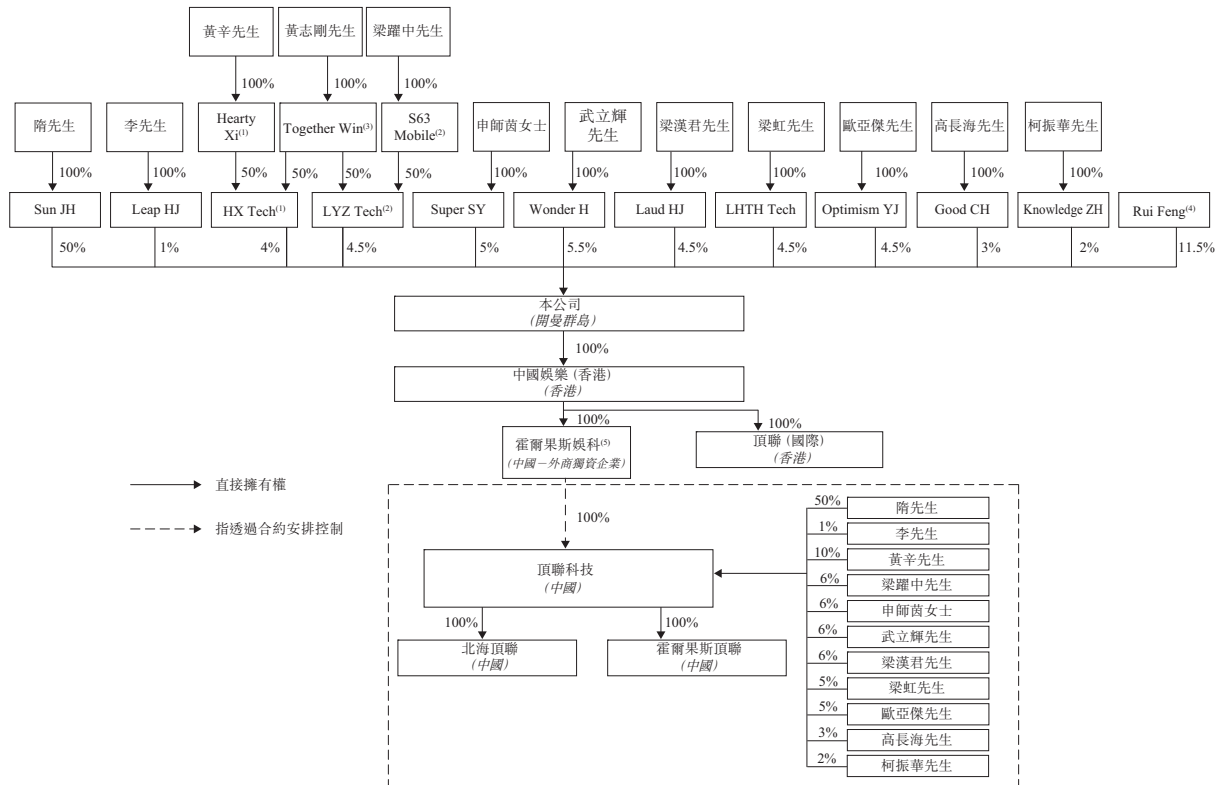 黃辛先生
黃志剛先生
梁躍中先生
100%
100%
100%
隋先生
李先生
Hearty
Xi(1)
Together Win(3)
S63
Mobile(2)
申師茵女士
武立輝
先生
梁漢君先生
梁虹先生
歐亞傑先生
高長海先生
柯振華先生
100%
100%
50%
50%
50%
50%
100%
100%
100%
100%
100%
100%
100%
Sun JH
Leap HJ
HX Tech(1)
LYZ Tech(2)
Super SY
Wonder H
Laud HJ
LHTH Tech
Optimism YJ
Good CH
Knowledge ZH
Rui Feng(4)
50%
1%
4%
4.5%
5%
5.5%
4.5%
4.5%
4.5%
3%
2%
11.5%
本公司
(開曼群島)
100%
中國娛樂 (香港)
(香港)
100%
100%
霍爾果斯娛科(5)
(中國－外商獨資企業)
頂聯 (國際)
(香港)
直接擁有權
指透過合約安排控制
100%
頂聯科技
(中國)
100%
100%
北海頂聯
(中國)
霍爾果斯頂聯
(中國)
50%
隋先生
1%
李先生
10%
黃辛先生
6%
梁躍中先生
6%
申師茵女士
6%
武立輝先生
6%
梁漢君先生
5%
梁虹先生
5%
歐亞傑先生
3%
高長海先生
2%
柯振華先生